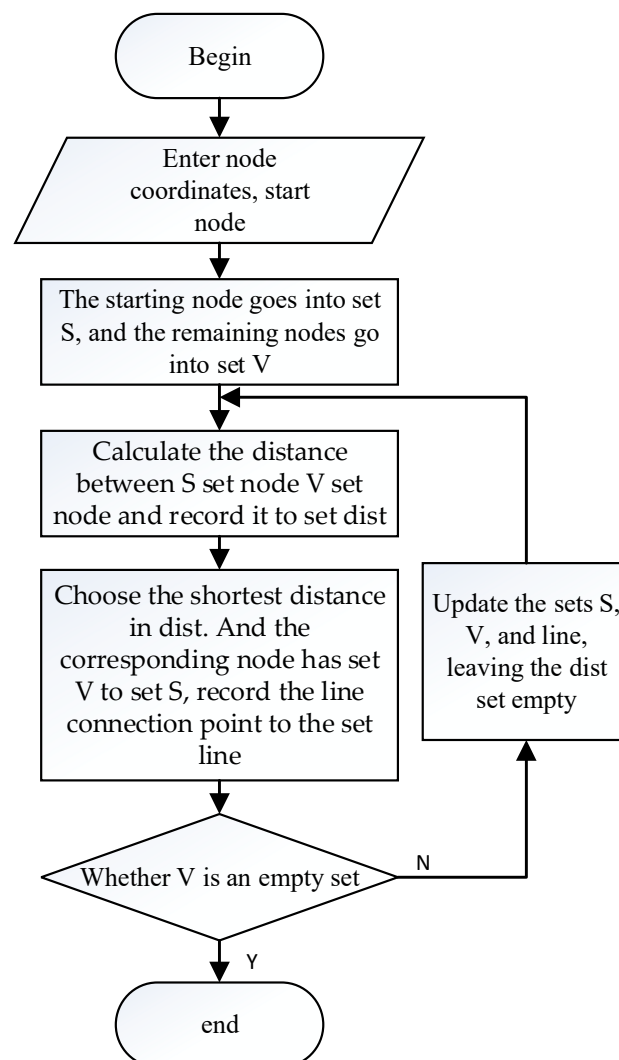 Begin
Enter node
coordinates, start
node
The starting node goes into set
S, and the remaining nodes go
into set V
Calculate the distance
between S set node V set
node and record it to set dist
Choose the shortest distance
in dist. And the
corresponding node has set
V to set S, record the line
connection point to the set
line
Update the sets S,
V, and line,
leaving the dist
set empty
Whether V is an empty set
N
Y
end